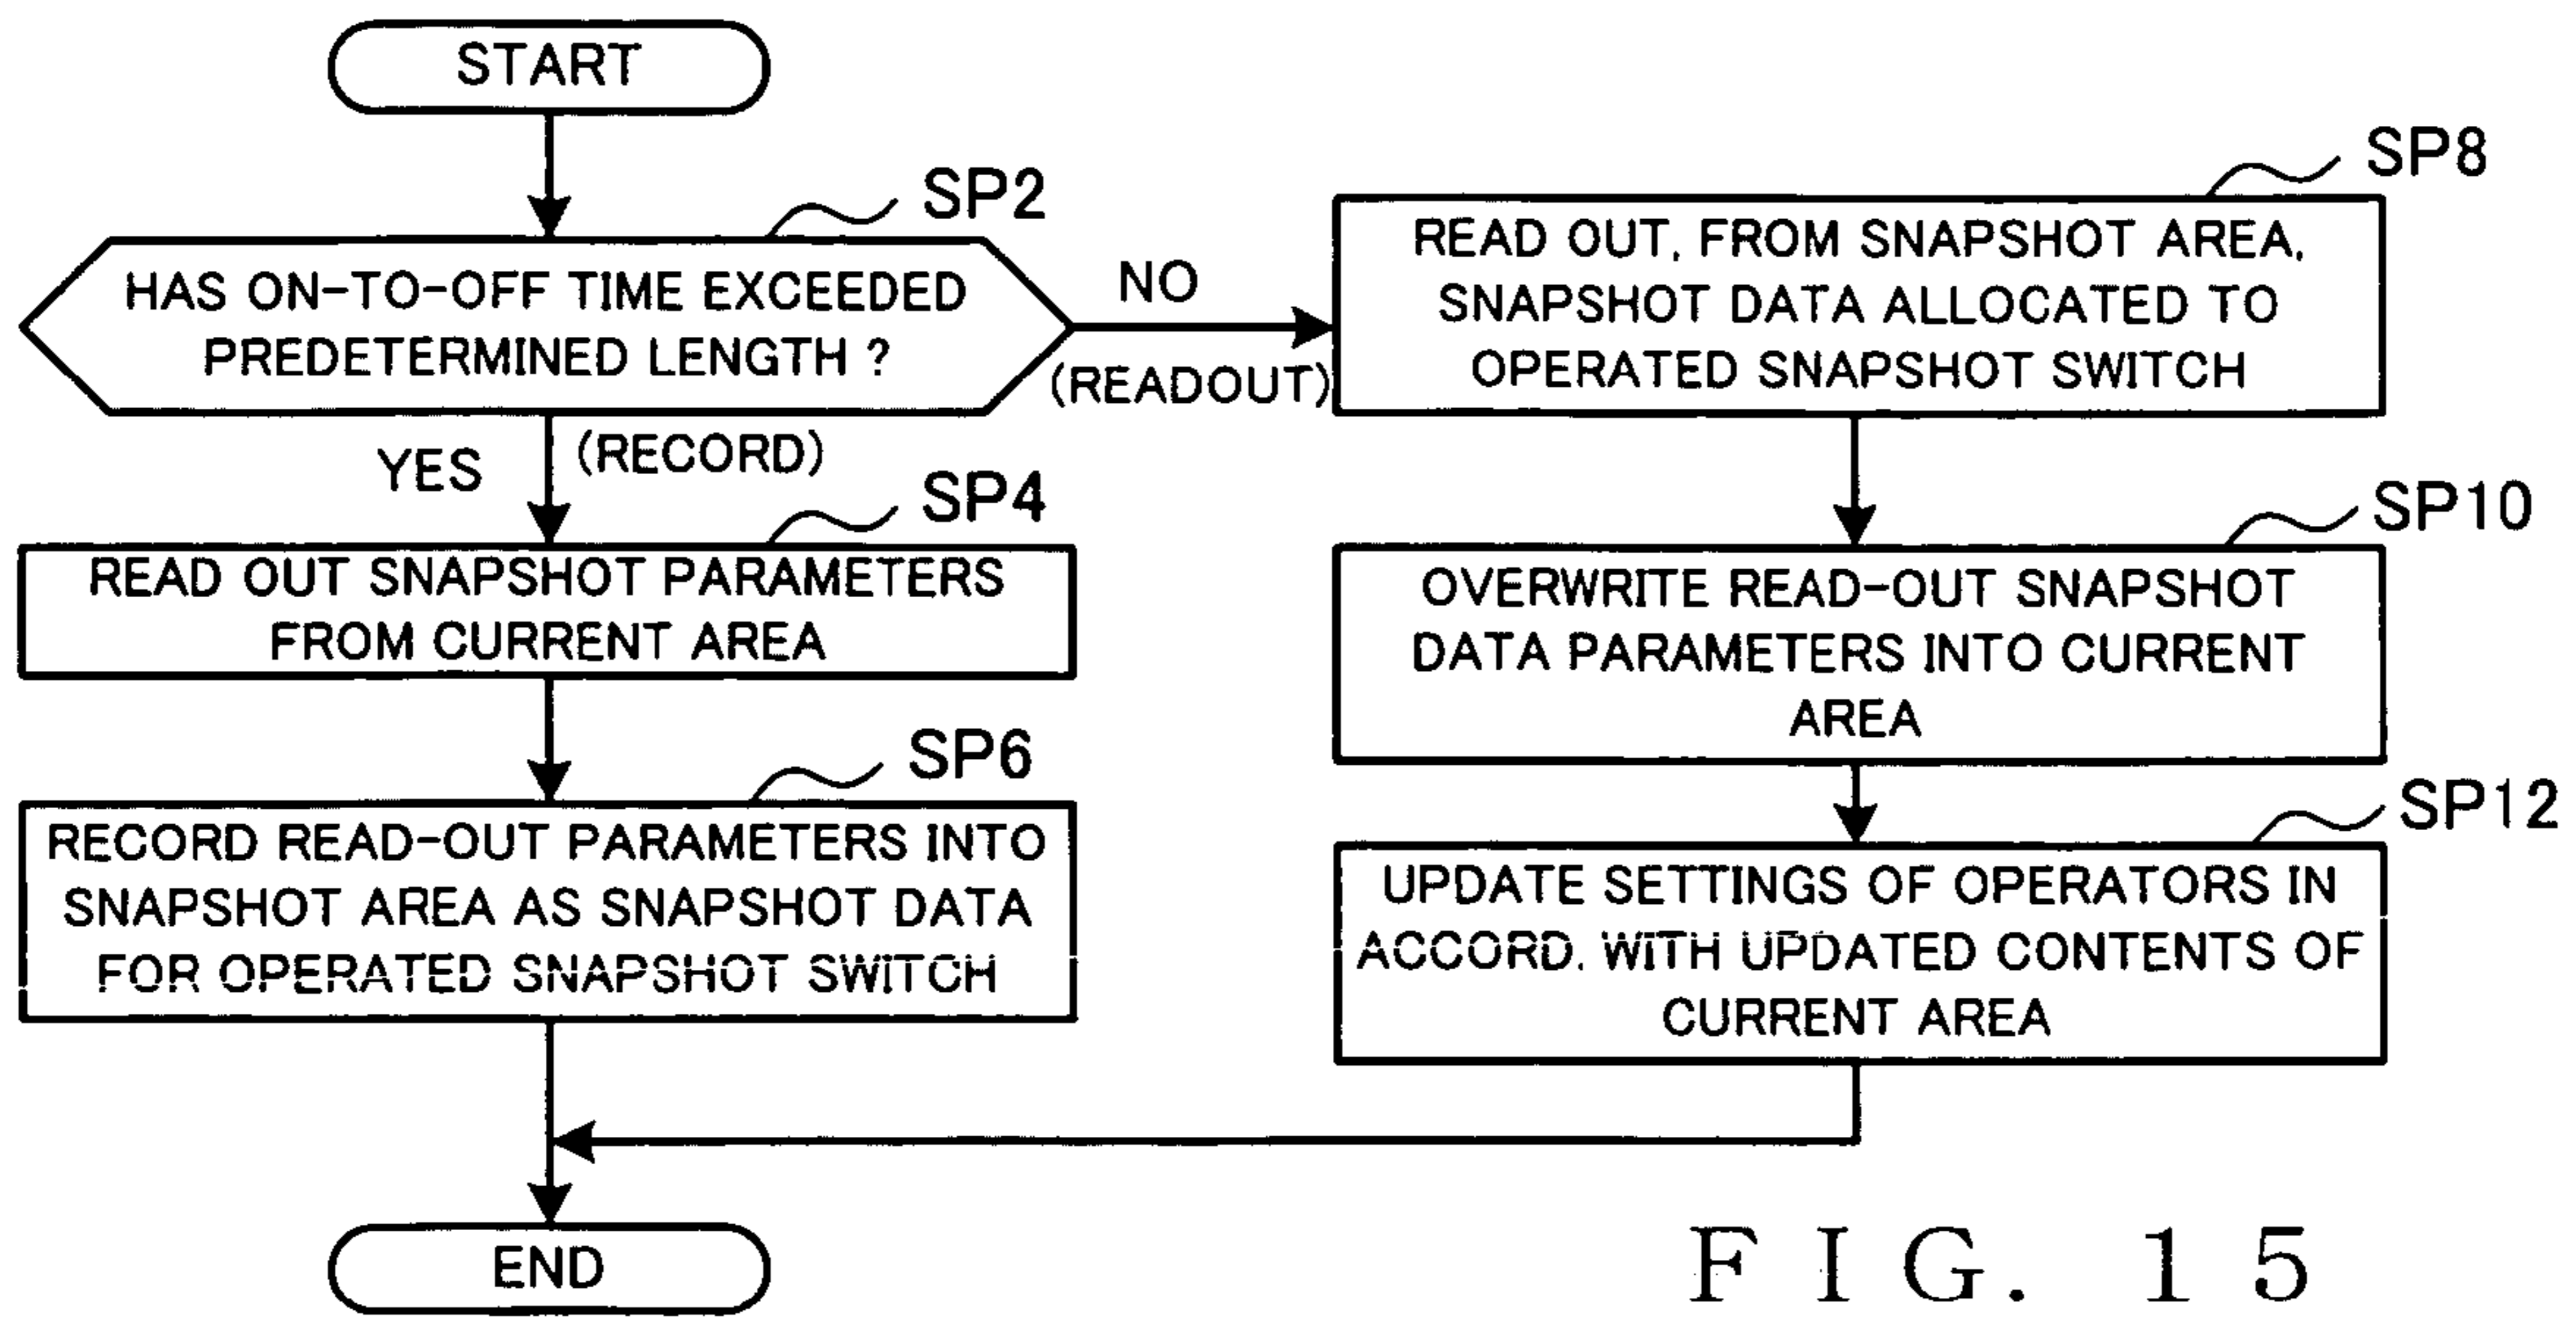 START
SP2
HAS ON-TO-OFF TIME EXCEEDED
PREDETERMINED LENGTH ?
NO
(READOUT)
YES
(RECORD)
SP4
READ OUT SNAPSHOT PARAMETERS
FROM CURRENT AREA
SP6
RECORD READ-OUT PARAMETERS INTO
SNAPSHOT AREA AS SNAPSHOT DATA
FOR OPERATED SNAPSHOT SWITCH
SP8
READ OUT, FROM SNAPSHOT AREA,
SNAPSHOT DATA ALLOCATED TO
OPERATED SNAPSHOT SWITCH
SP10
OVERWRITE READ-OUT SNAPSHOT
DATA PARAMETERS INTO CURRENT
AREA
SP12
UPDATE SETTINGS OF OPERATORS IN
ACCORD. WITH UPDATED CONTENTS OF
CURRENT AREA
END
FIG. 15